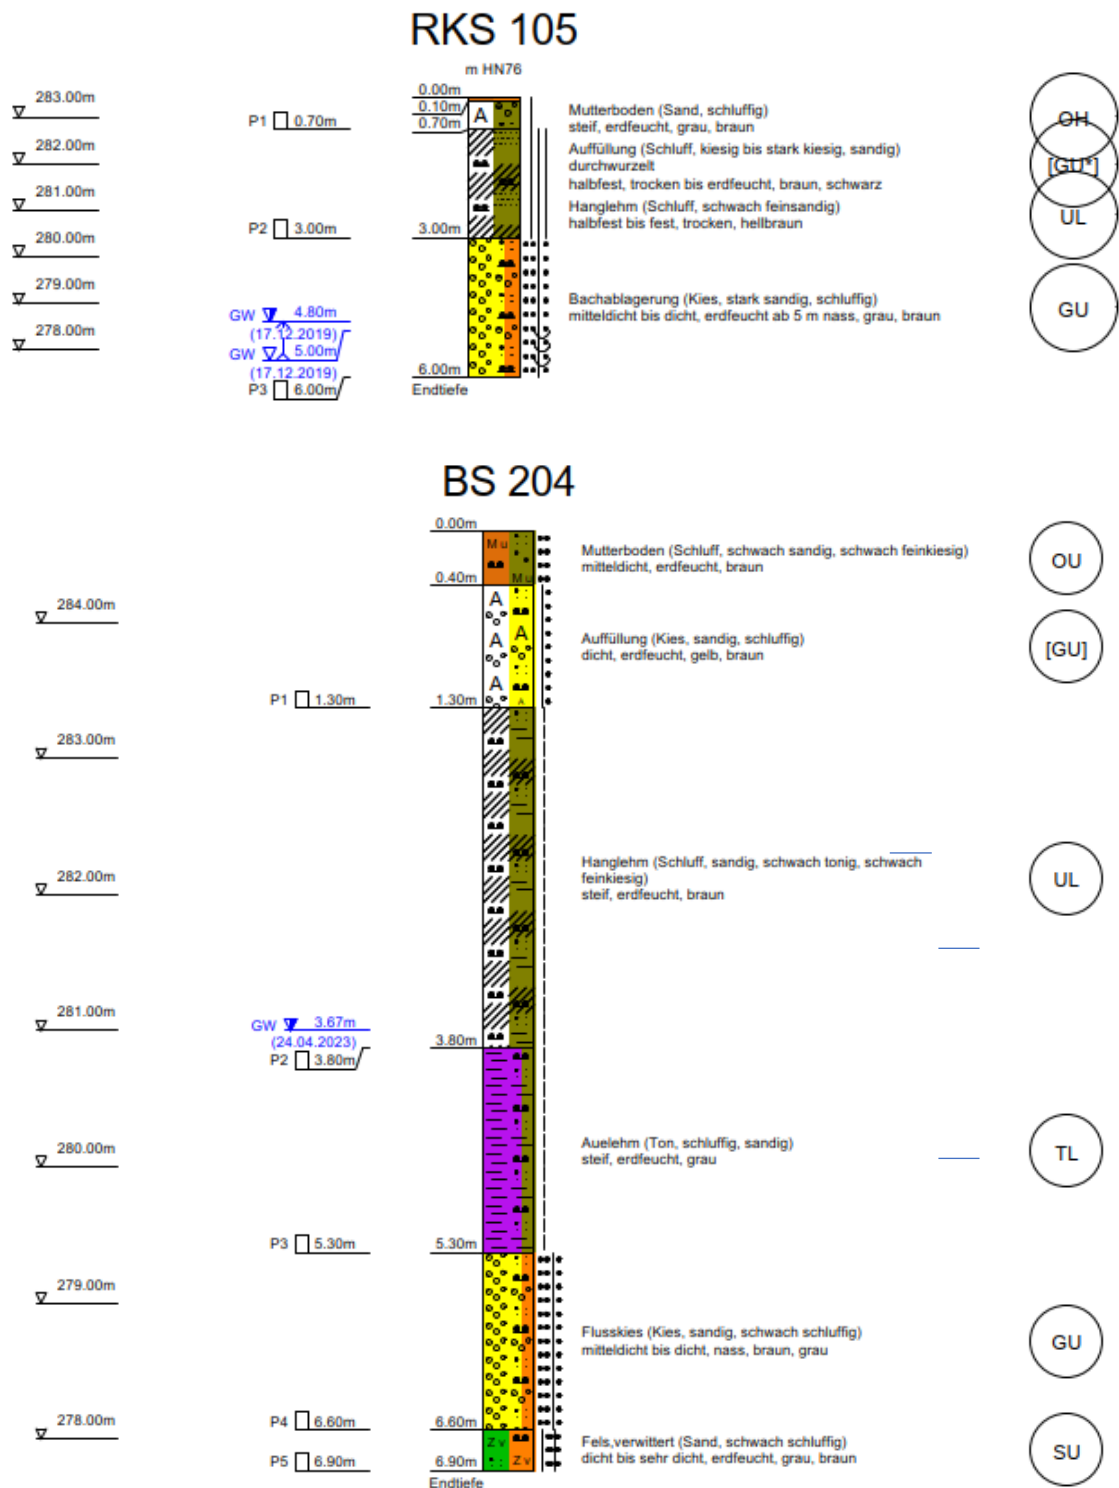 RKS 105
m HN76
283.00m
282.00m
281.00m
280.00m
279.00m
278.00m
P1 0.70m
P2 3.00m
GW 4.80m
(17.12.2019)
GW 5.00m
(17.12.2019)
P3 6.00m
0.00m
0.10m
0.70m
3.00m
6.00m
Endtiefe
A
Mutterboden (Sand, schluffig)
steif, erdfeucht, grau, braun
Auffüllung (Schluff, kiesig bis stark kiesig, sandig)
durchwurzelt
halbfest, trocken bis erdfeucht, braun, schwarz
Hanglehm (Schluff, schwach feinsandig)
halbfest bis fest, trocken, hellbraun
Bachablagerung (Kies, stark sandig, schluffig)
mitteldicht bis dicht, erdfeucht ab 5 m nass, grau, braun
OH
[GU*]
UL
GU
BS 204
284.00m
283.00m
282.00m
281.00m
280.00m
279.00m
278.00m
P1 1.30m
GW 3.67m
(24.04.2023)
P2 3.80m
P3 5.30m
P4 6.60m
P5 6.90m
0.00m
0.40m
1.30m
3.80m
5.30m
6.60m
6.90m
Endtiefe
Mu
Mu
A
A
A
A
A
Zv
Zv
Mutterboden (Schluff, schwach sandig, schwach feinkiesig)
mitteldicht, erdfeucht, braun
Auffüllung (Kies, sandig, schluffig)
dicht, erdfeucht, gelb, braun
Hanglehm (Schluff, sandig, schwach tonig, schwach
feinkiesig)
steif, erdfeucht, braun
Auelehm (Ton, schluffig, sandig)
steif, erdfeucht, grau
Flusskies (Kies, sandig, schwach schluffig)
mitteldicht bis dicht, nass, braun, grau
Fels,verwittert (Sand, schwach schluffig)
dicht bis sehr dicht, erdfeucht, grau, braun
OU
[GU]
UL
TL
GU
SU